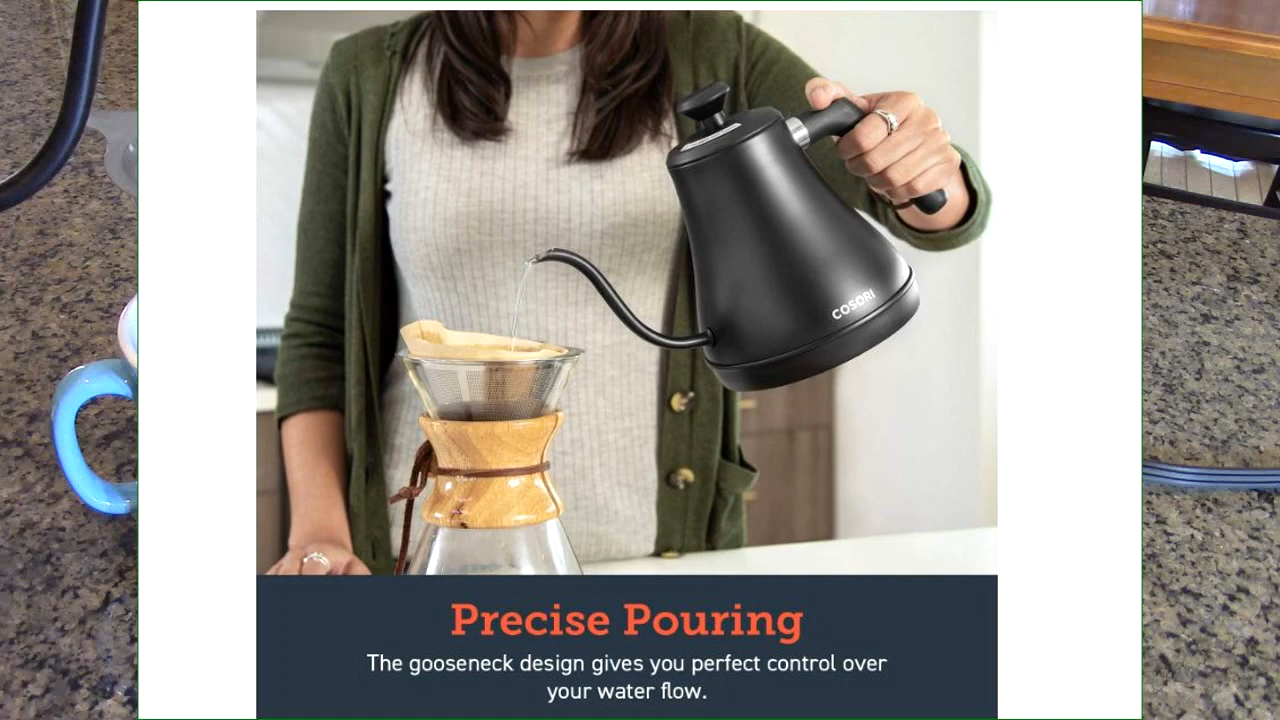 COSORI
Precise Pouring
The gooseneck design gives you perfect control over
your water flow.